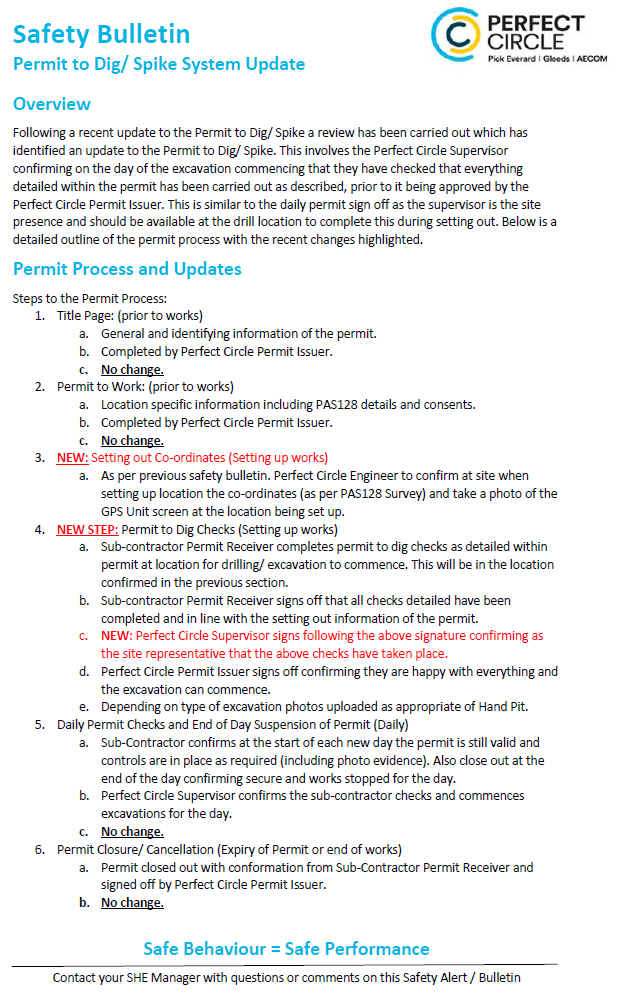 Safety Bulletin
Permit to Dig/ Spike System Update
PERFECT
CIRCLE
Pick Everard | Gleeds | AECOM
Overview
Following a recent update to the Permit to Dig/ Spike a review has been carried out which has
identified an update to the Permit to Dig/ Spike. This involves the Perfect Circle Supervisor
confirming on the day of the excavation commencing that they have checked that everything
detailed within the permit has been carried out as described, prior to it being approved by the
Perfect Circle Permit Issuer. This is similar to the daily permit sign off as the supervisor is the site
presence and should be available at the drill location to complete this during setting out. Below is a
detailed outline of the permit process with the recent changes highlighted.
Permit Process and Updates
Steps to the Permit Process:
1. Title Page: (prior to works)
a. General and identifying information of the permit.
b. Completed by Perfect Circle Permit Issuer.
c. No change.
2. Permit to Work: (prior to works)
a. Location specific information including PAS128 details and consents.
b. Completed by Perfect Circle Permit Issuer.
c. No change.
3. NEW: Setting out Co-ordinates (Setting up works)
a. As per previous safety bulletin. Perfect Circle Engineer to confirm at site when
setting up location the co-ordinates (as per PAS128 Survey) and take a photo of the
GPS Unit screen at the location being set up.
4. NEW STEP: Permit to Dig Checks (Setting up works)
a. Sub-contractor Permit Receiver completes permit to dig checks as detailed within
permit at location for drilling/ excavation to commence. This will be in the location
confirmed in the previous section.
b. Sub-contractor Permit Receiver signs off that all checks detailed have been
completed and in line with the setting out information of the permit.
c. NEW: Perfect Circle Supervisor signs following the above signature confirming as
the site representative that the above checks have taken place.
d. Perfect Circle Permit Issuer signs off confirming they are happy with everything and
the excavation can commence.
e. Depending on type of excavation photos uploaded as appropriate of Hand Pit.
5. Daily Permit Checks and End of Day Suspension of Permit (Daily)
a. Sub-Contractor confirms at the start of each new day the permit is still valid and
controls are in place as required (including photo evidence). Also close out at the
end of the day confirming secure and works stopped for the day.
b. Perfect Circle Supervisor confirms the sub-contractor checks and commences
excavations for the day.
c. No change.
6. Permit Closure/ Cancellation (Expiry of Permit or end of works)
a. Permit closed out with conformation from Sub-Contractor Permit Receiver and
signed off by Perfect Circle Permit Issuer.
b. No change.
Safe Behaviour = Safe Performance
Contact your SHE Manager with questions or comments on this Safety Alert / Bulletin